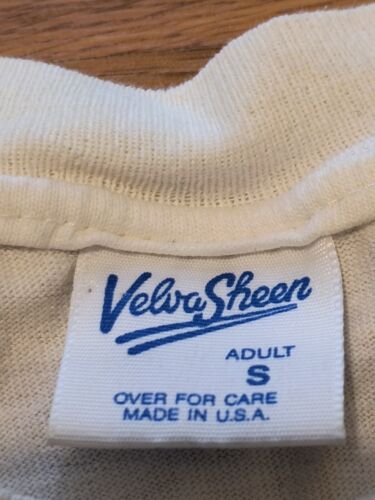 Velva Sheen
ADULT
S
OVER FOR CARE
MADE IN U.S.A.